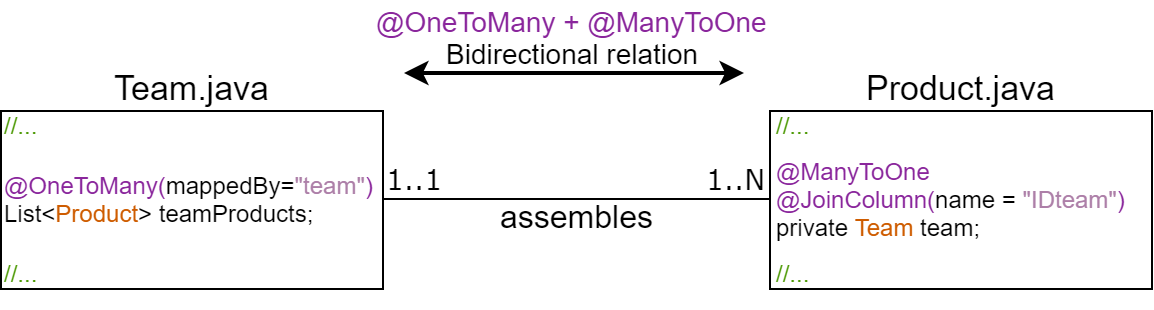 @OneToMany + @ManyToOne
Bidirectional relation
Team.java
//...
@OneToMany(mappedBy="team")
List<Product> teamProducts;
//...
1..1
1..N
assembles
Product.java
//...
@ManyToOne
@JoinColumn(name = "IDteam")
private Team team;
//...